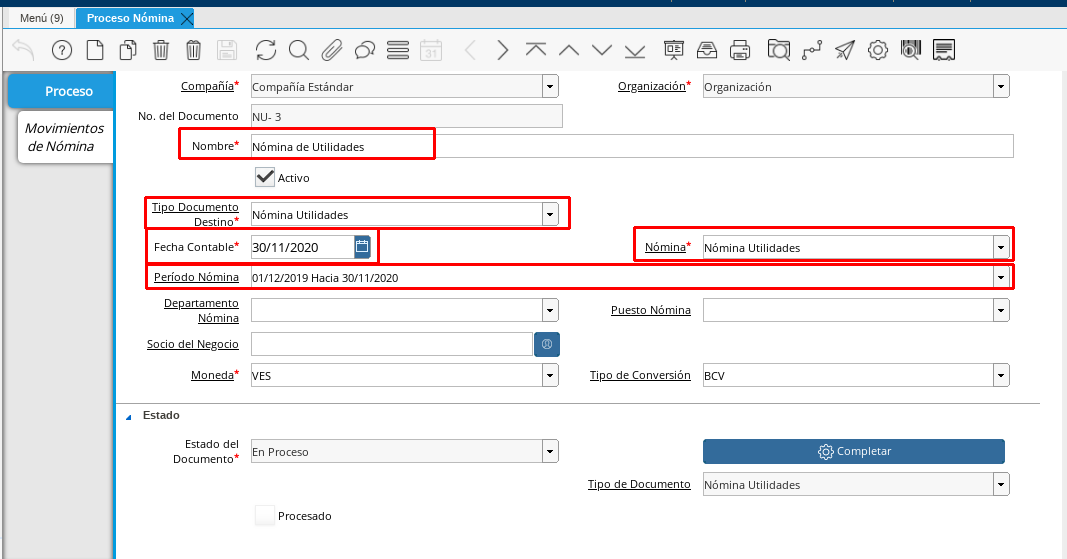 Menú (9)
Proceso Nómina
31
Proceso
Movimientos
de Nómina
Compañía*
Compañía Estándar
Organización*
Organización
No. del Documento
NU- 3
Nombre*
Nómina de Utilidades
Activo
Tipo Documento
Destino*
Nómina Utilidades
Fecha Contable*
30/11/2020
Nómina*
Nómina Utilidades
Período Nómina
01/12/2019 Hacia 30/11/2020
Departamento
Nómina
Puesto Nómina
Socio del Negocio
Moneda*
VES
Tipo de Conversión
BCV
Estado
Estado del
Documento*
En Proceso
Completar
Tipo de Documento
Nómina Utilidades
Procesado